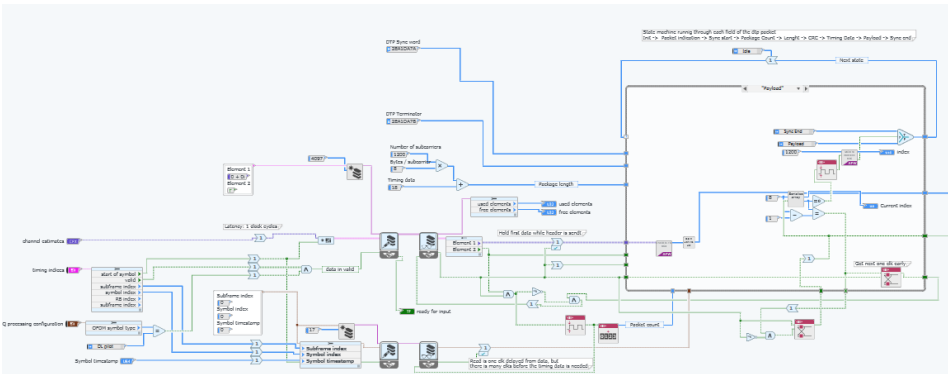 State machine running through each field of the dtp packet
Init -> Packet indication -> Sync start -> Package Count -> Lenght -> CRC -> Timing Data -> Payload -> Sync end
DTP Sync word
Idle
Next state
"Payload"
DTP Terminator
Sync End
Payload
1200
index
Number of subcarriers
1200
Bytes / subcarrier
Timing data
Package length
Element 1
Element 2
used elements
free elements
used elements
free elements
Current index
Latency: 1 clock cycles
Hold first data while header is sent
channel estimates
Element 1
Element 2
timing indices
start of symbol
valid
subframe index
symbol index
RB index
subframe index
data in valid
Get next one clk early
Subframe index
Symbol index
Symbol timestamp
ready for input
Q processing configuration
OFDM symbol type
DL pilot
17
Packet count
Symbol timestamp
Subframe index
Symbol index
Symbol timestamp
Read is one clk delayed from data, but
there is many clks before the timing data is needed